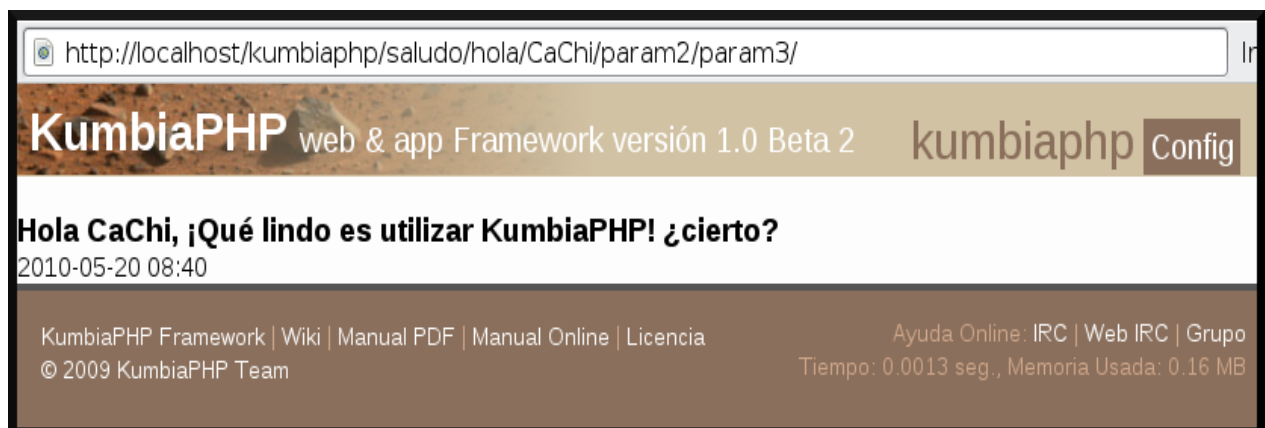 http://localhost/kumbiaphp/saludo/hola/CaChi/param2/param3/
KumbiaPHP web & app Framework versión 1.0 Beta 2 kumbiaphp Config
Hola CaChi, ¡Qué lindo es utilizar KumbiaPHP! ¿cierto?
2010-05-20 08:40
KumbiaPHP Framework | Wiki | Manual PDF | Manual Online | Licencia
© 2009 KumbiaPHP Team
Ayuda Online: IRC | Web IRC | Grupo
Tiempo: 0.0013 seg., Memoria Usada: 0.16 MB